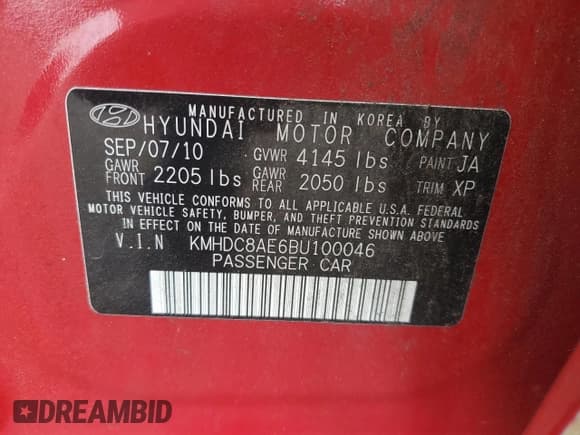 MANUFACTURED IN KOREA BY
HYUNDAI MOTOR COMPANY
SEP/07/10 GVWR 4145 lbs PAINT JA
GAWR FRONT 2205 lbs GAWR REAR 2050 lbs TRIM XP
THIS VEHICLE CONFORMS TO ALL APPLICABLE U.S.A. FEDERAL
MOTOR VEHICLE SAFETY, BUMPER, AND THEFT PREVENTION STANDARDS
IN EFFECT ON THE DATE OF MANUFACTURE SHOWN ABOVE.
V.I.N KMHDC8AE6BU100046
PASSENGER CAR
DREAMBID